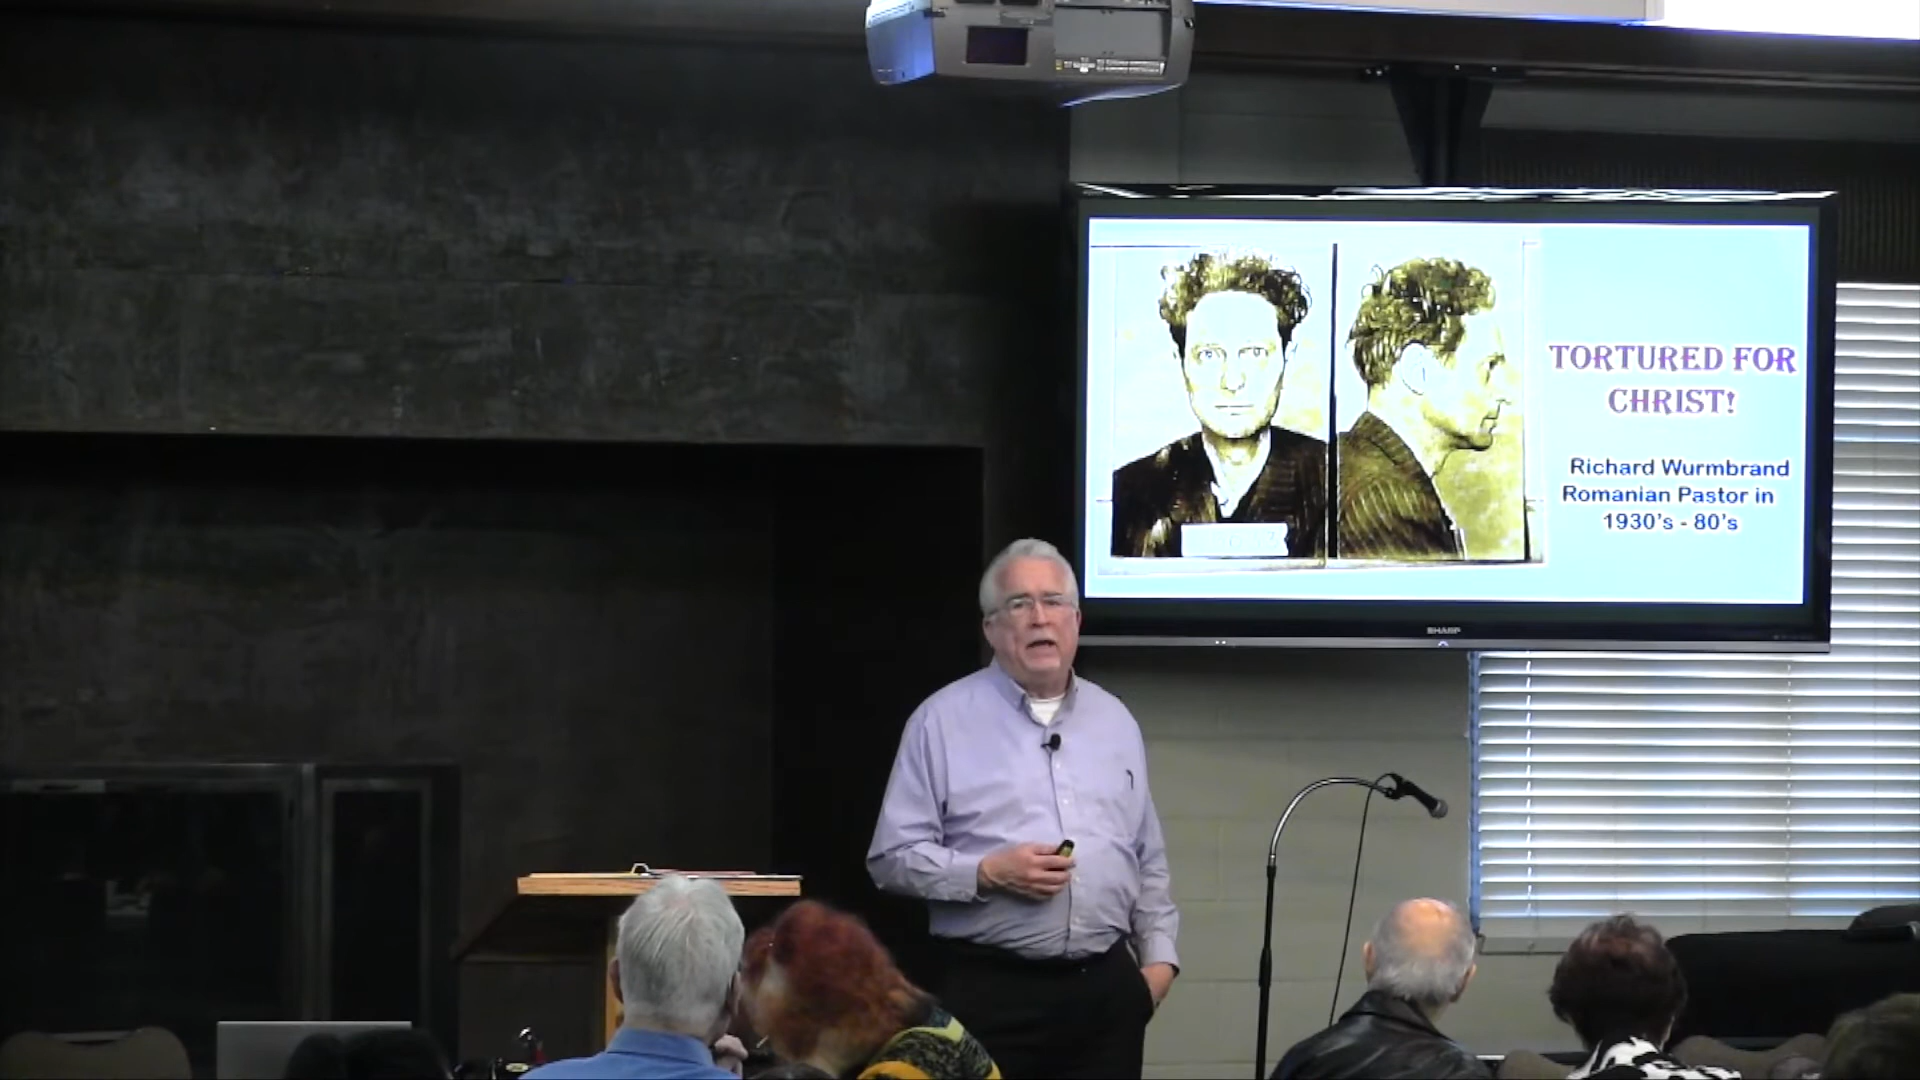 TORTURED FOR
CHRIST!
Richard Wurmbrand
Romanian Pastor in
1930's - 80's
SHARP